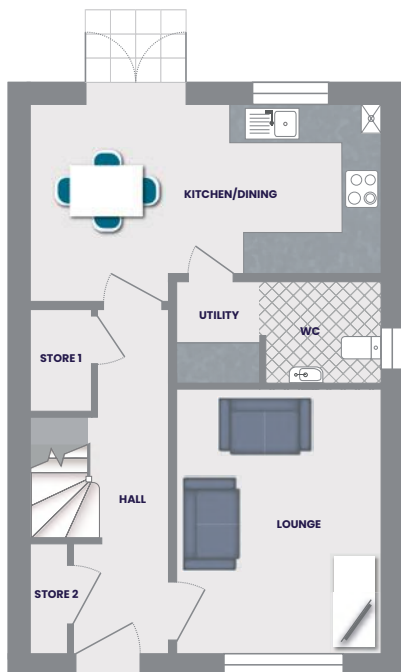 KITCHEN/DINING
UTILITY
WC
STORE 1
HALL
LOUNGE
STORE 2